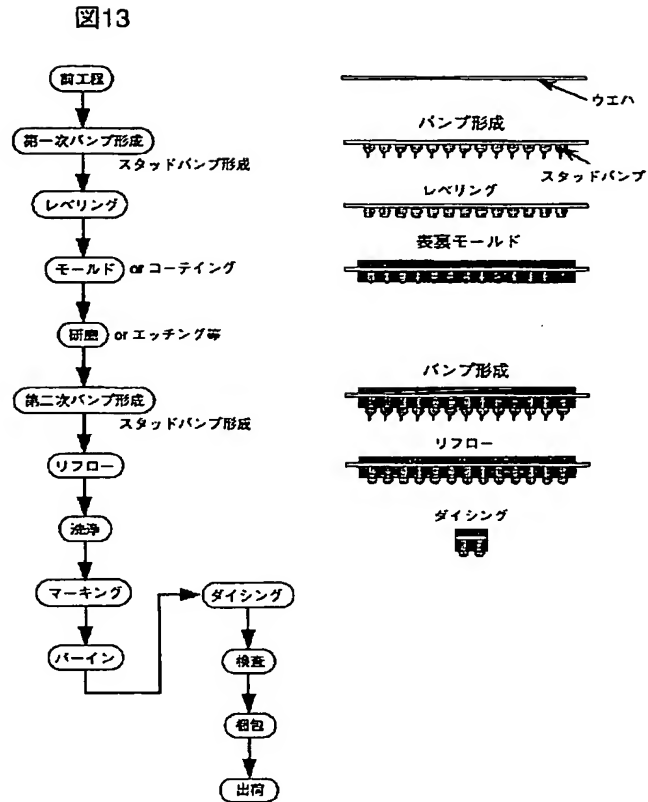 図13
前工程
第一次バンプ形成
スタッドバンプ形成
レベリング
モールド or コーテイング
研磨 or エッチング等
第二次バンプ形成
スタッドバンプ形成
リフロー
洗浄
マーキング
バーイン
ダイシング
検査
梱包
出荷
ウエハ
バンプ形成
スタッドバンプ
レベリング
表裏モールド
バンプ形成
リフロー
ダイシング